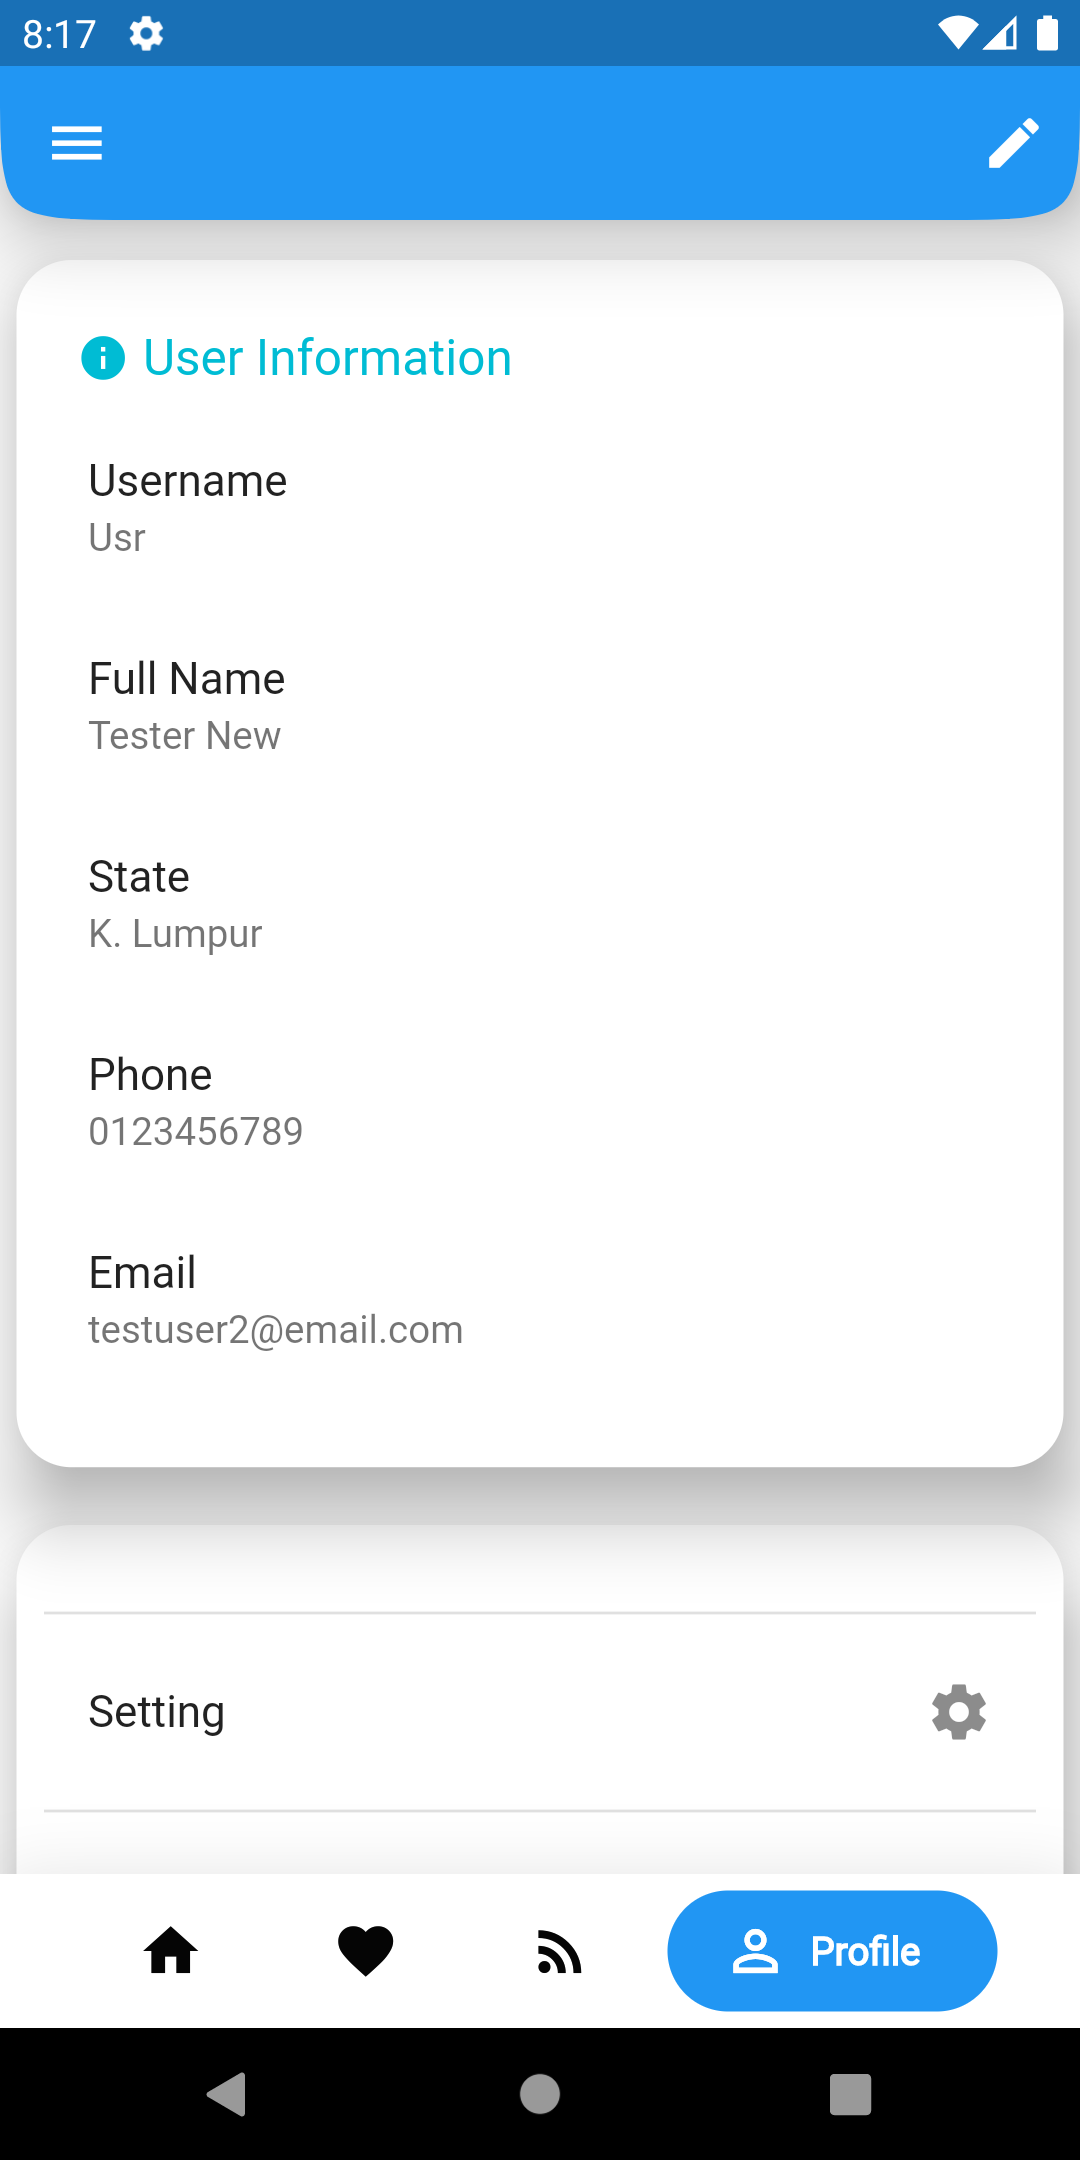 8:17
User Information
Username
Usr
Full Name
Tester New
State
K. Lumpur
Phone
0123456789
Email
testuser2@email.com
Setting
Profile